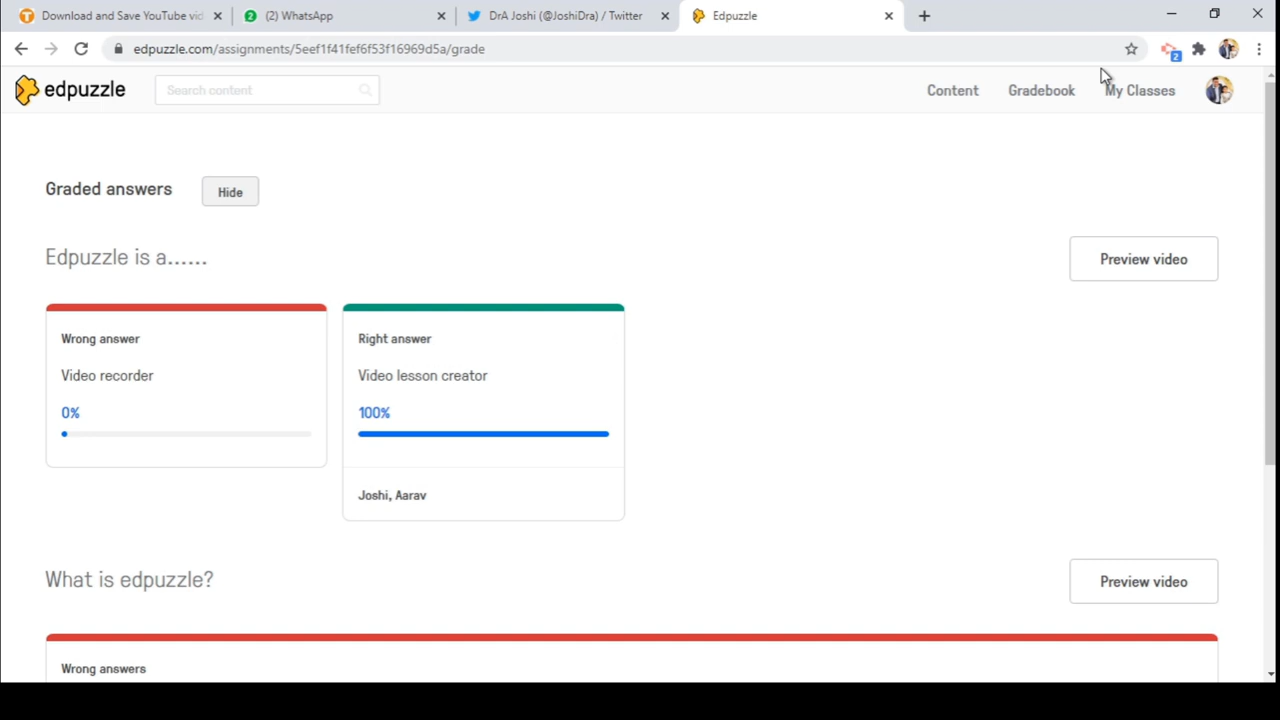 Download and Save YouTube vid
(2) WhatsApp
DrA Joshi (@JoshiDra) / Twitter
Edpuzzle
edpuzzle.com/assignments/5eef1f41fef6f53f16969d5a/grade
2
edpuzzle
Search content
Content
Gradebook
My Classes
Graded answers
Hide
Edpuzzle is a......
Preview video
Wrong answer
Right answer
Video recorder
Video lesson creator
0%
100%
Joshi, Aarav
What is edpuzzle?
Preview video
Wrong answers